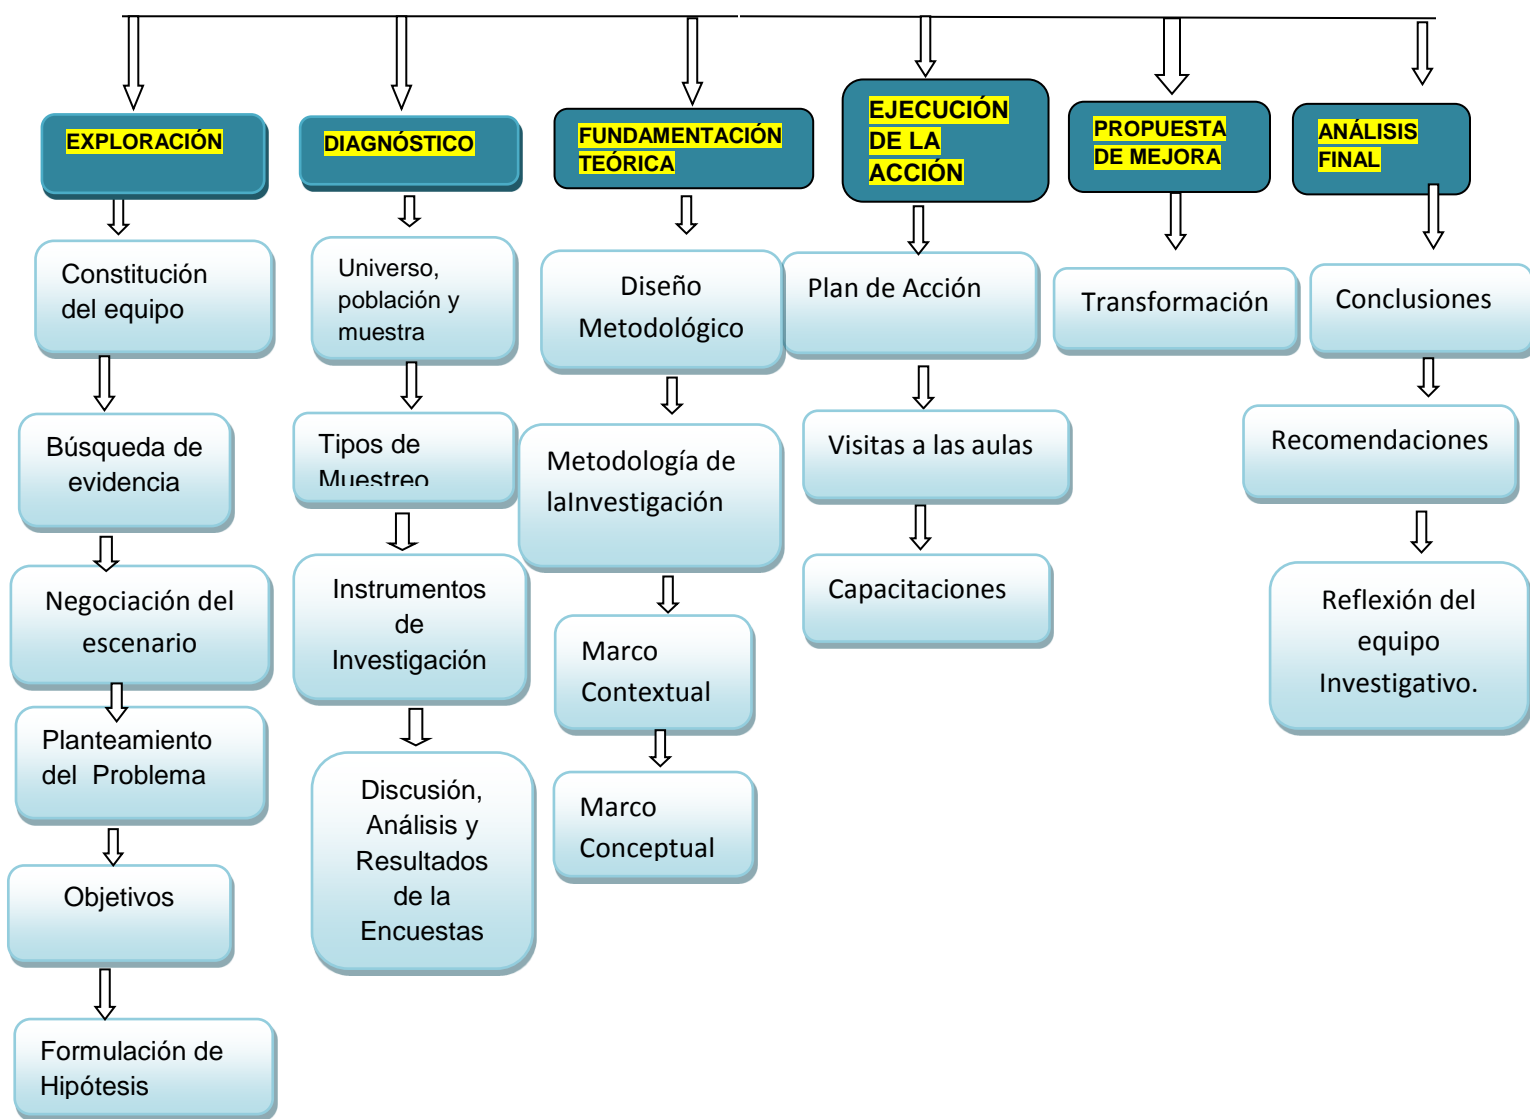 EXPLORACIÓN
Constitución
del equipo
Búsqueda de
evidencia
Negociación del
escenario
Planteamiento
del Problema
Objetivos
Formulación de
Hipótesis
DIAGNÓSTICO
Universo,
población y
muestra
Tipos de
Muestreo
Instrumentos
de
Investigación
Discusión,
Análisis y
Resultados
de la
Encuestas
FUNDAMENTACIÓN
TEÓRICA
Diseño
Metodológico
Metodología de
laInvestigación
Marco
Contextual
Marco
Conceptual
EJECUCIÓN
DE LA
ACCIÓN
Plan de Acción
Visitas a las aulas
Capacitaciones
PROPUESTA
DE MEJORA
Transformación
ANÁLISIS
FINAL
Conclusiones
Recomendaciones
Reflexión del
equipo
Investigativo.